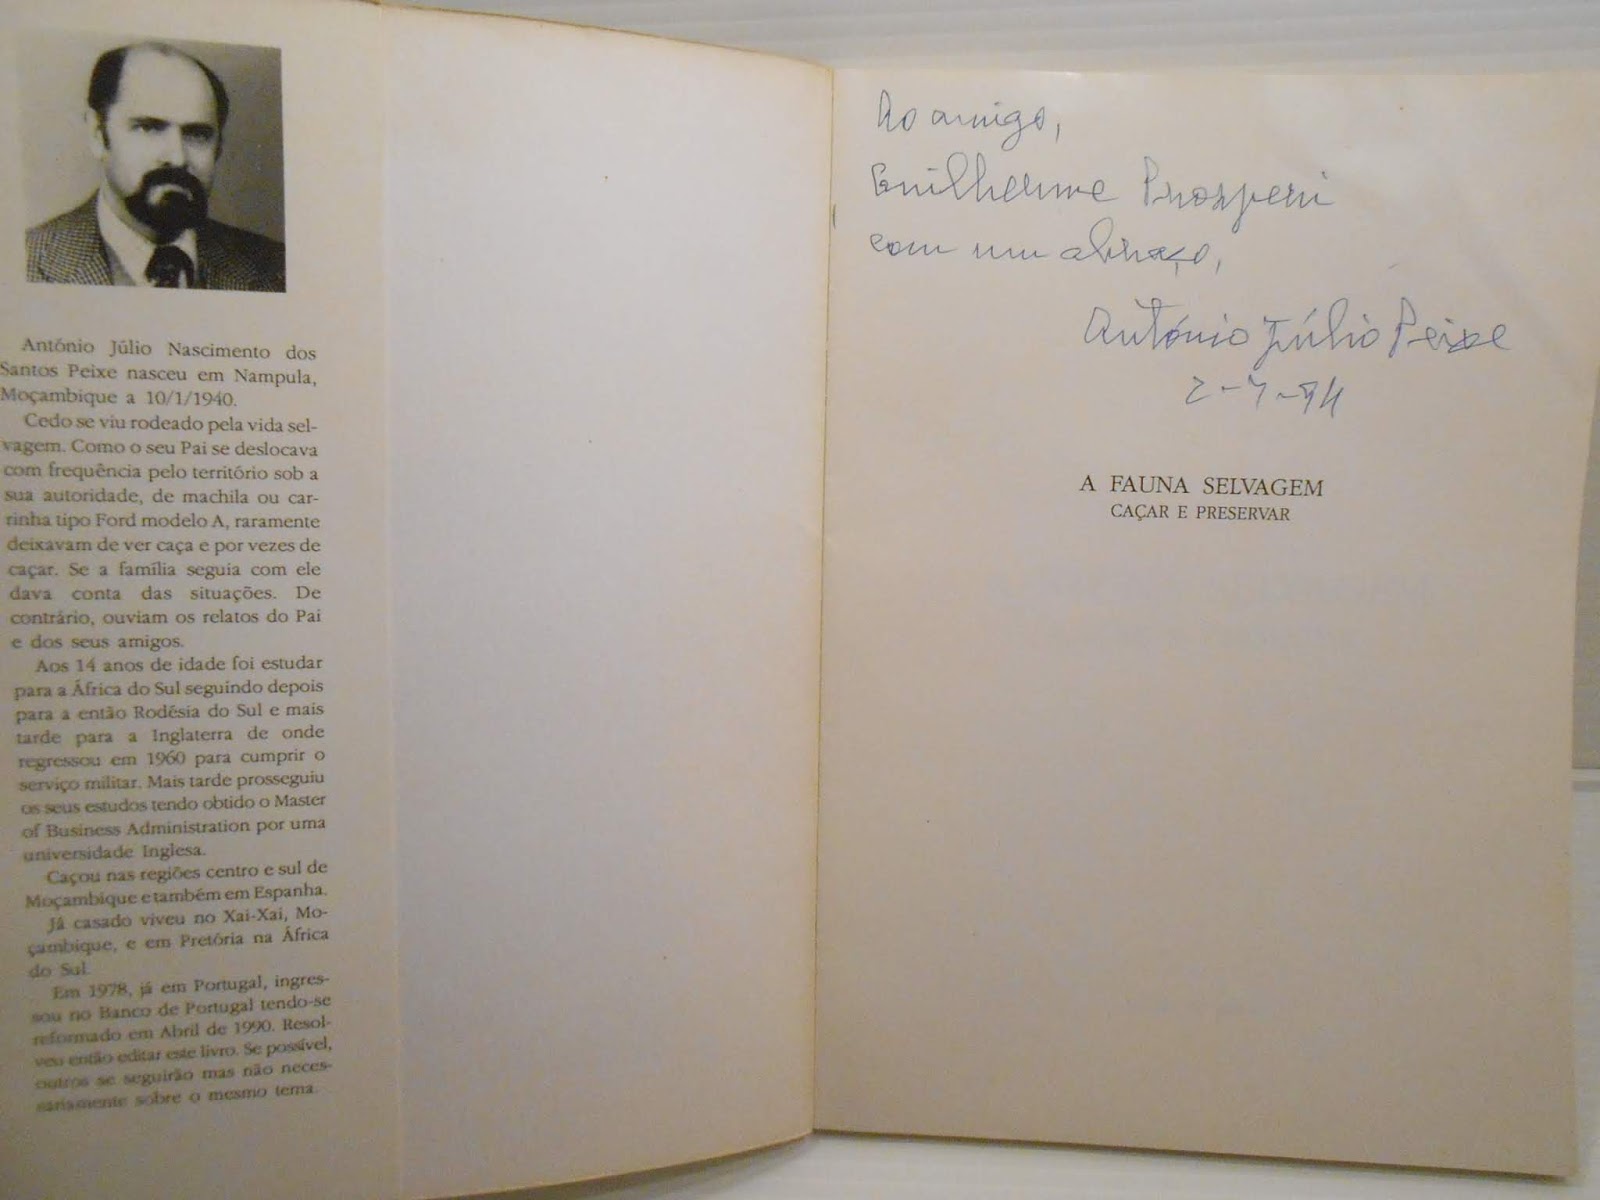 António Júlio Nascimento dos
Santos Peixe nasceu em Nampula,
Moçambique a 10/1/1940.
Cedo se viu rodeado pela vida sel-
vagem. Como o seu Pai se deslocava
com frequência pelo território sob a
sua autoridade, de machila ou car-
rinha tipo Ford modelo A, raramente
deixavam de ver caça e por vezes de
caçar. Se a família seguia com ele
dava conta das situações. De
contrário, ouviam os relatos do Pai
e dos seus amigos.
Aos 14 anos de idade foi estudar
para a África do Sul seguindo depois
para a então Rodésia do Sul e mais
tarde para a Inglaterra de onde
regressou em 1960 para cumprir o
serviço militar. Mais tarde prosseguiu
os seus estudos tendo obtido o Master
of Business Administration por uma
universidade Inglesa.
Caçou nas regiões centro e sul de
Moçambique e também em Espanha.
Já casado viveu no Xai-Xai, Mo-
çambique, e em Pretória na África
do Sul.
Em 1978, já em Portugal, ingres-
sou no Banco de Portugal tendo-se
reformado em Abril de 1990. Resol-
veu então editar este livro. Se possível,
outros se seguirão mas não neces-
sariamente sobre o mesmo tema.
Ao amigo,
Guilherme Prosperi
com um abraço,
António Júlio Peixe
2-7-94
A FAUNA SELVAGEM
CAÇAR E PRESERVAR